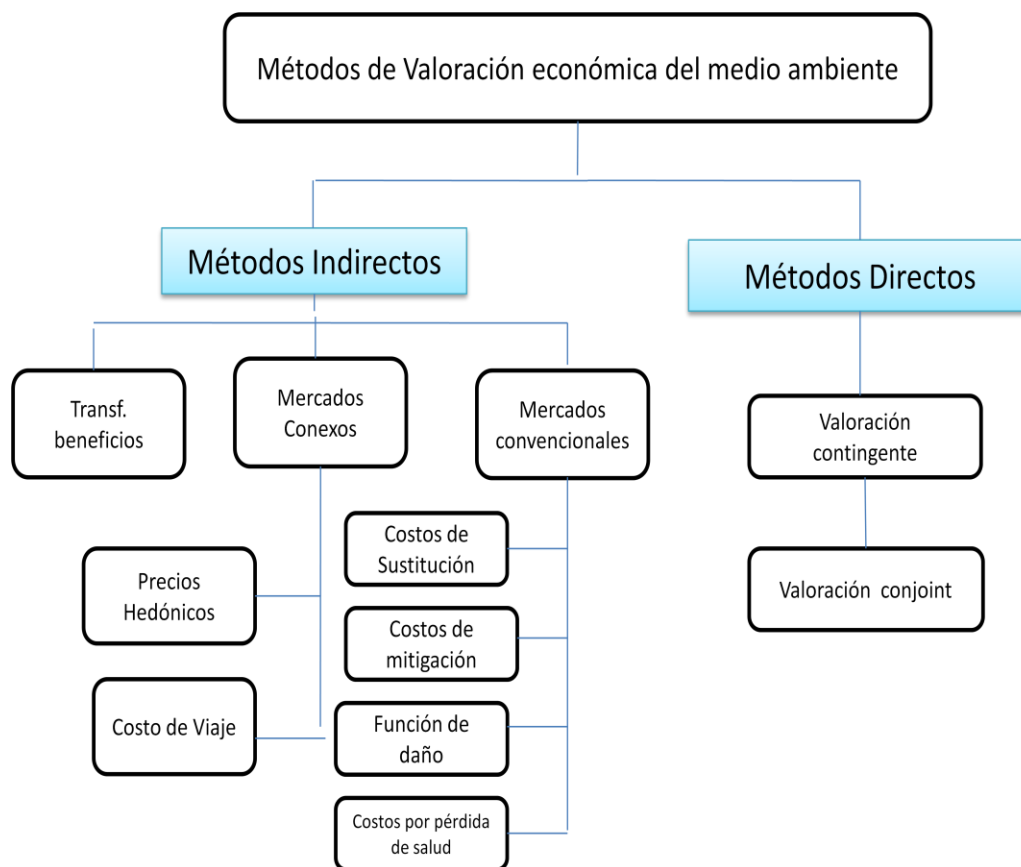 Métodos de Valoración económica del medio ambiente
Métodos Indirectos
Métodos Directos
Transf.
beneficios
Mercados
Conexos
Mercados
convencionales
Valoración
contingente
Precios
Hedónicos
Costo de Viaje
Costos de
Sustitución
Costos de
mitigación
Función de
daño
Costos por pérdida
de salud
Valoración conjoint